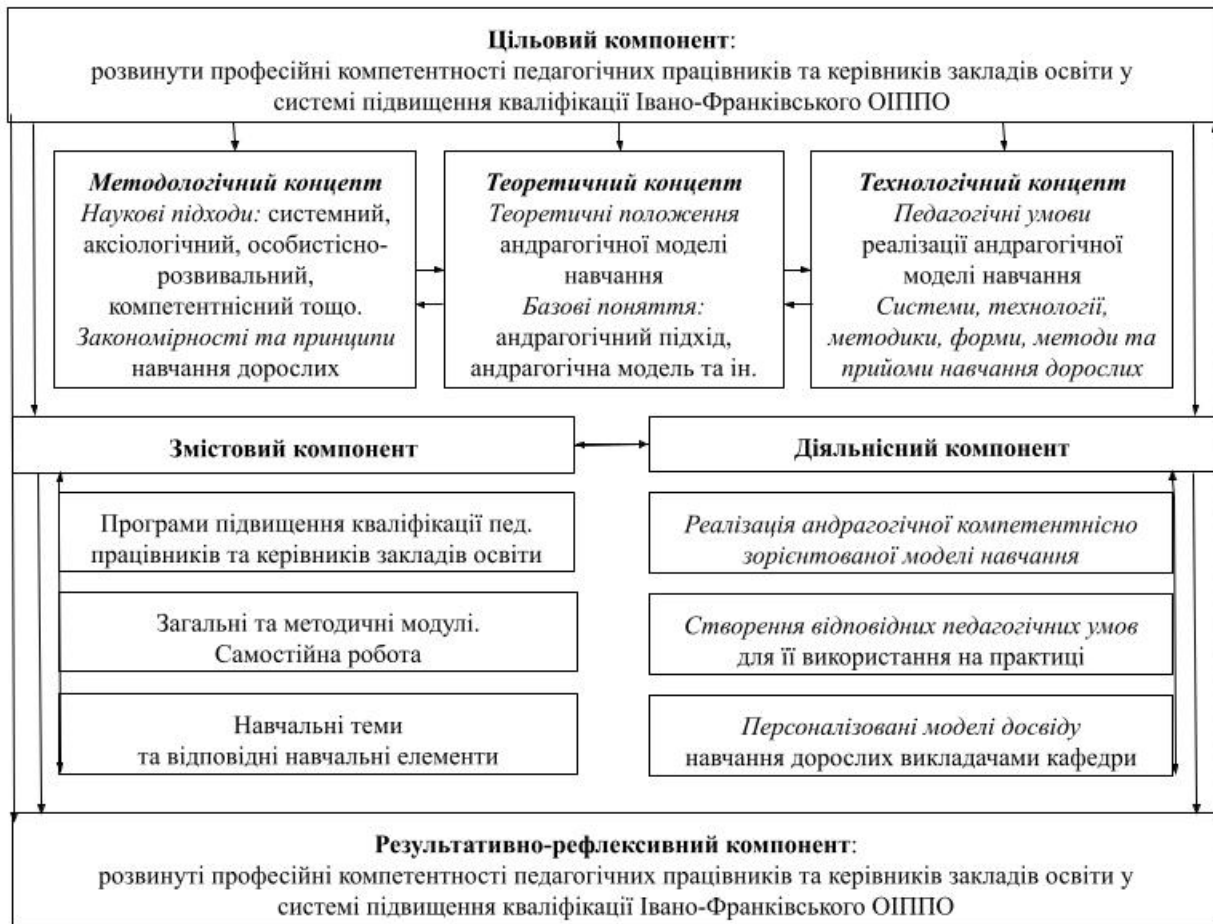 Цільовий компонент:
розвинути професійні компетентності педагогічних працівників та керівників закладів освіти у
системі підвищення кваліфікації Івано-Франківського ОІППО
Методологічний концепт
Наукові підходи: системний,
аксіологічний, особистісно-
розвивальний,
компетентнісний тощо.
Закономірності та принципи
навчання дорослих
Теоретичний концепт
Теоретичні положення
андрагогічної моделі
навчання
Базові поняття:
андрагогічний підхід,
андрагогічна модель та ін.
Технологічний концепт
Педагогічні умови
реалізації андрагогічної
моделі навчання
Системи, технології,
методики, форми, методи та
прийоми навчання дорослих
Змістовий компонент
Діяльнісний компонент
Програми підвищення кваліфікації пед.
працівників та керівників закладів освіти
Загальні та методичні модулі.
Самостійна робота
Навчальні теми
та відповідні навчальні елементи
Реалізація андрагогічної компетентнісно
зорієнтованої моделі навчання
Створення відповідних педагогічних умов
для її використання на практиці
Персоналізовані моделі досвіду
навчання дорослих викладачами кафедри
Результативно-рефлексивний компонент:
розвинуті професійні компетентності педагогічних працівників та керівників закладів освіти у
системі підвищення кваліфікації Івано-Франківського ОІППО